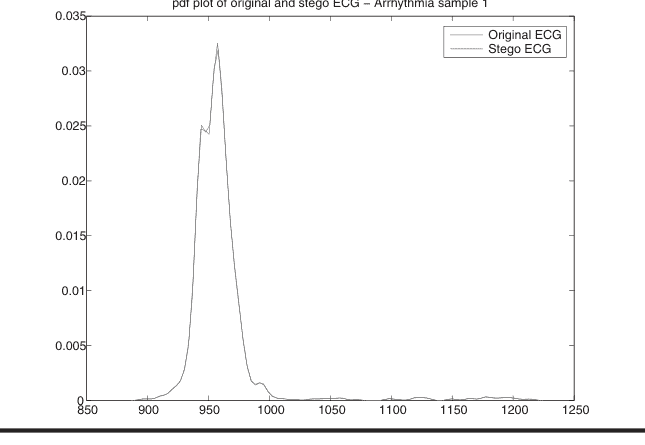 pdf plot of original and stego ECG − Arrhythmia sample 1
0.035
Original ECG
Stego ECG
0.03
0.025
0.02
0.015
0.01
0.005
0
850 900 950 1000 1050 1100 1150 1200 1250